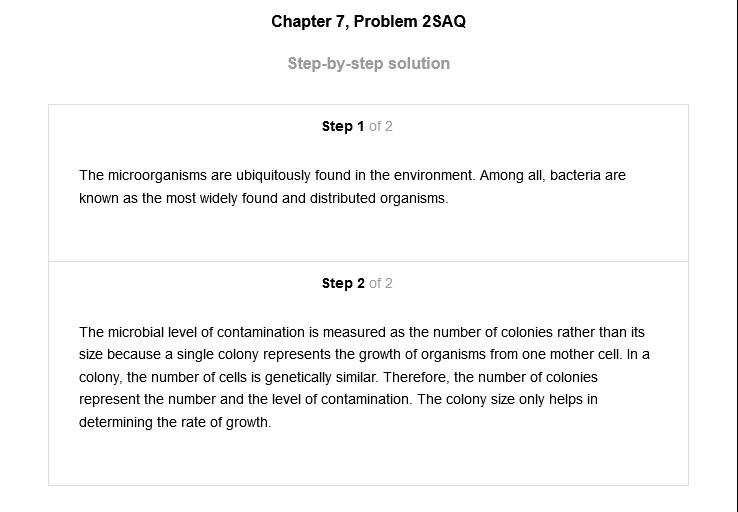 Chapter 7, Problem 2SAQ
Step-by-step solution
Step 1 of 2
The microorganisms are ubiquitously found in the environment. Among all, bacteria are
known as the most widely found and distributed organisms.
Step 2 of 2
The microbial level of contamination is measured as the number of colonies rather than its
size because a single colony represents the growth of organisms from one mother cell. In a
colony, the number of cells is genetically similar. Therefore, the number of colonies
represent the number and the level of contamination. The colony size only helps in
determining the rate of growth.